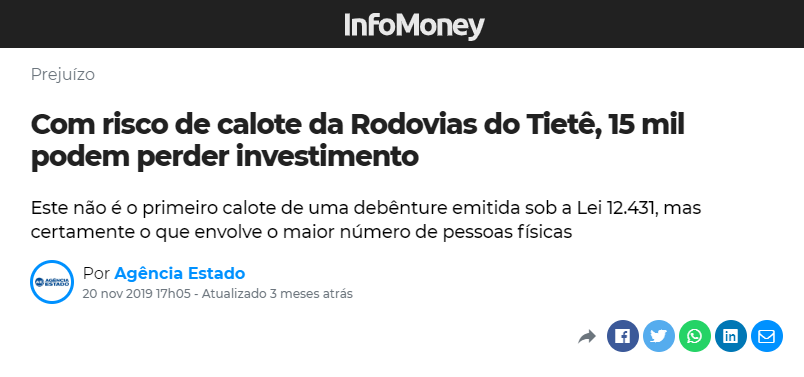 InfoMoney
Prejuízo
Com risco de calote da Rodovias do Tietê, 15 mil
podem perder investimento
Este não é o primeiro calote de uma debênture emitida sob a Lei 12.431, mas
certamente o que envolve o maior número de pessoas físicas
AGÊNCIA
ESTADO
Por Agência Estado
20 nov 2019 17h05 - Atualizado 3 meses atrás